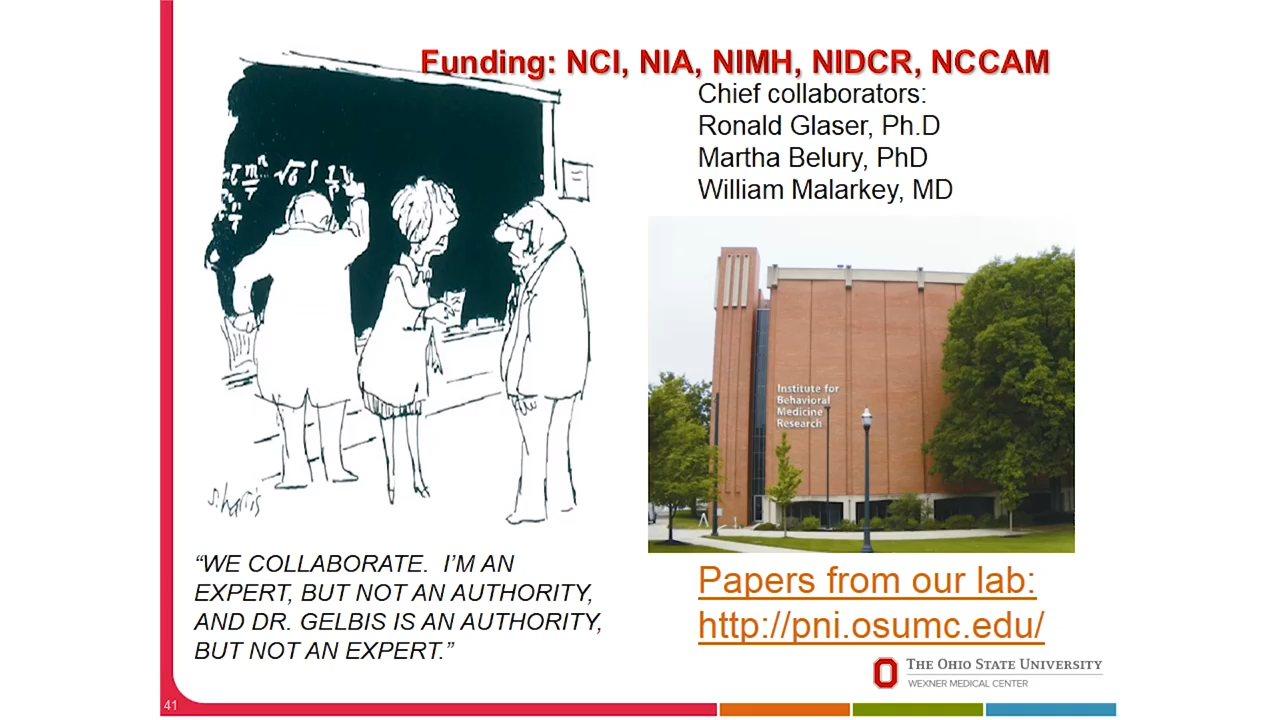 Funding: NCI, NIA, NIMH, NIDCR, NCCAM
Chief collaborators:
Ronald Glaser, Ph.D
Martha Belury, PhD
William Malarkey, MD
Institute for
Behavioral
Medicine
Research
S.Harris
“WE COLLABORATE.  I’M AN
EXPERT, BUT NOT AN AUTHORITY,
AND DR. GELBIS IS AN AUTHORITY,
BUT NOT AN EXPERT.”
Papers from our lab:
http://pni.osumc.edu/
THE OHIO STATE UNIVERSITY
WEXNER MEDICAL CENTER
41